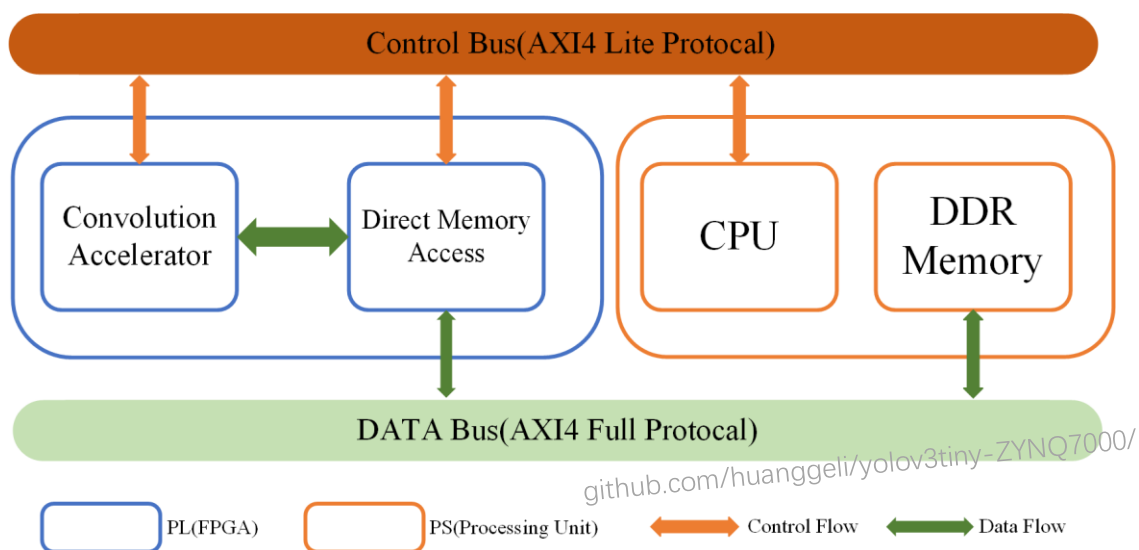 Control Bus(AXI4 Lite Protocal)
Convolution
Accelerator
Direct Memory
Access
CPU
DDR
Memory
DATA Bus(AXI4 Full Protocal)
github.com/huanggeli/yolov3tiny-ZYNQ7000/
PL(FPGA)
PS(Processing Unit)
Control Flow
Data Flow